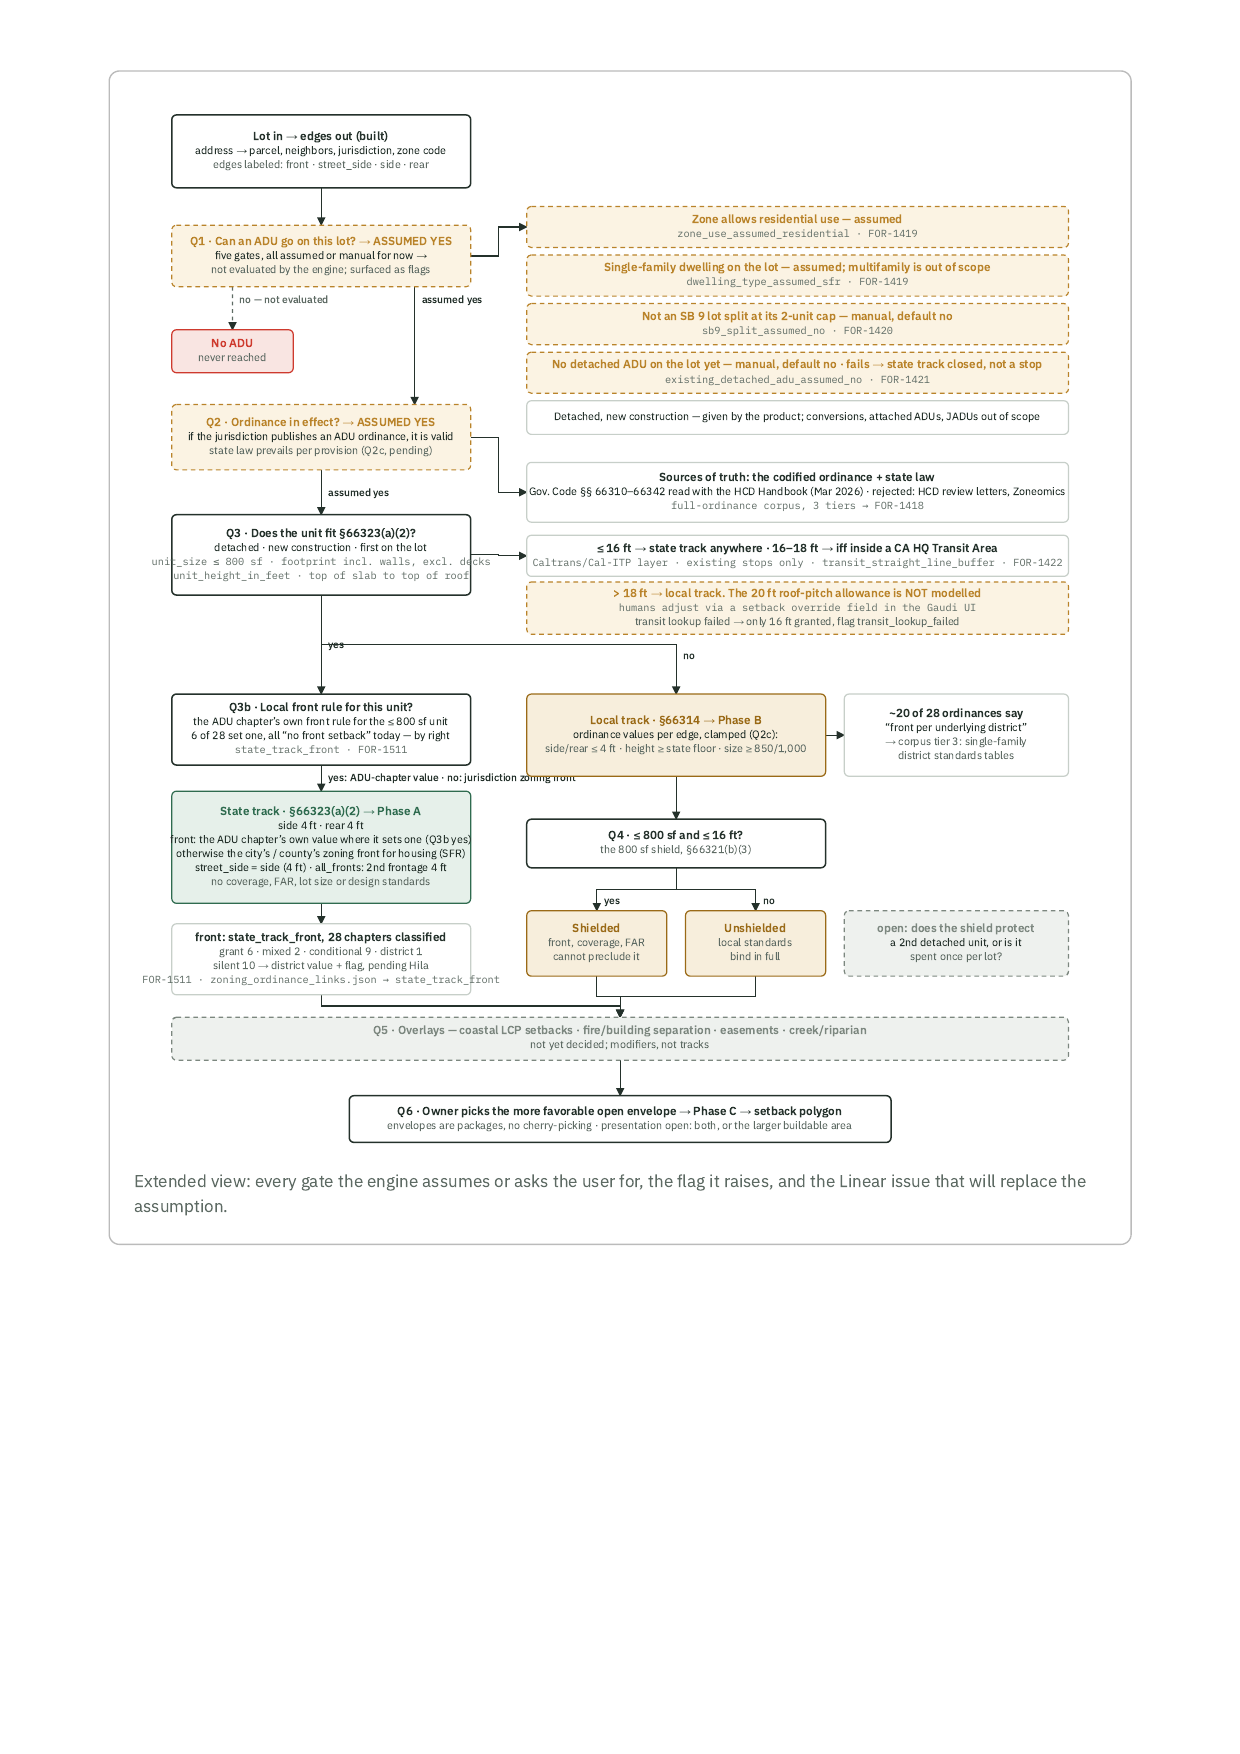 Lot in → edges out (built)
address → parcel, neighbors, jurisdiction, zone code
edges labeled: front · street_side · side · rear
Q1 · Can an ADU go on this lot? → ASSUMED YES
five gates, all assumed or manual for now →
not evaluated by the engine; surfaced as flags
Zone allows residential use — assumed
zone_use_assumed_residential · FOR-1419
Single-family dwelling on the lot — assumed; multifamily is out of scope
dwelling_type_assumed_sfr · FOR-1419
no — not evaluated
assumed yes
Not an SB 9 lot split at its 2-unit cap — manual, default no
sb9_split_assumed_no · FOR-1420
No ADU
never reached
No detached ADU on the lot yet — manual, default no · fails → state track closed, not a stop
existing_detached_adu_assumed_no · FOR-1421
Detached, new construction — given by the product; conversions, attached ADUs, JADUs out of scope
Q2 · Ordinance in effect? → ASSUMED YES
if the jurisdiction publishes an ADU ordinance, it is valid
state law prevails per provision (Q2c, pending)
assumed yes
Sources of truth: the codified ordinance + state law
Gov. Code §§ 66310–66342 read with the HCD Handbook (Mar 2026) · rejected: HCD review letters, Zoneomics
full-ordinance corpus, 3 tiers → FOR-1418
Q3 · Does the unit fit §66323(a)(2)?
detached · new construction · first on the lot
unit_size ≤ 800 sf · footprint incl. walls, excl. decks
unit_height_in_feet · top of slab to top of roof
≤ 16 ft → state track anywhere · 16–18 ft → iff inside a CA HQ Transit Area
Caltrans/Cal-ITP layer · existing stops only · transit_straight_line_buffer · FOR-1422
> 18 ft → local track. The 20 ft roof-pitch allowance is NOT modelled
humans adjust via a setback override field in the Gaudi UI
transit lookup failed → only 16 ft granted, flag transit_lookup_failed
yes
no
Q3b · Local front rule for this unit?
the ADU chapter's own front rule for the ≤ 800 sf unit
6 of 28 set one, all “no front setback” today — by right
state_track_front · FOR-1511
Local track · §66314 → Phase B
ordinance values per edge, clamped (Q2c):
side/rear ≤ 4 ft · height ≥ state floor · size ≥ 850/1,000
~20 of 28 ordinances say
“front per underlying district”
→ corpus tier 3: single-family
district standards tables
yes: ADU-chapter value · no: jurisdiction zoning front
State track · §66323(a)(2) → Phase A
side 4 ft · rear 4 ft
front: the ADU chapter's own value where it sets one (Q3b yes)
otherwise the city's / county's zoning front for housing (SFR)
street_side = side (4 ft) · all_fronts: 2nd frontage 4 ft
no coverage, FAR, lot size or design standards
Q4 · ≤ 800 sf and ≤ 16 ft?
the 800 sf shield, §66321(b)(3)
yes
no
Shielded
front, coverage, FAR
cannot preclude it
Unshielded
local standards
bind in full
open: does the shield protect
a 2nd detached unit, or is it
spent once per lot?
front: state_track_front, 28 chapters classified
grant 6 · mixed 2 · conditional 9 · district 1
silent 10 → district value + flag, pending Hila
FOR-1511 · zoning_ordinance_links.json → state_track_front
Q5 · Overlays — coastal LCP setbacks · fire/building separation · easements · creek/riparian
not yet decided; modifiers, not tracks
Q6 · Owner picks the more favorable open envelope → Phase C → setback polygon
envelopes are packages, no cherry-picking · presentation open: both, or the larger buildable area
Extended view: every gate the engine assumes or asks the user for, the flag it raises, and the Linear issue that will replace the
assumption.